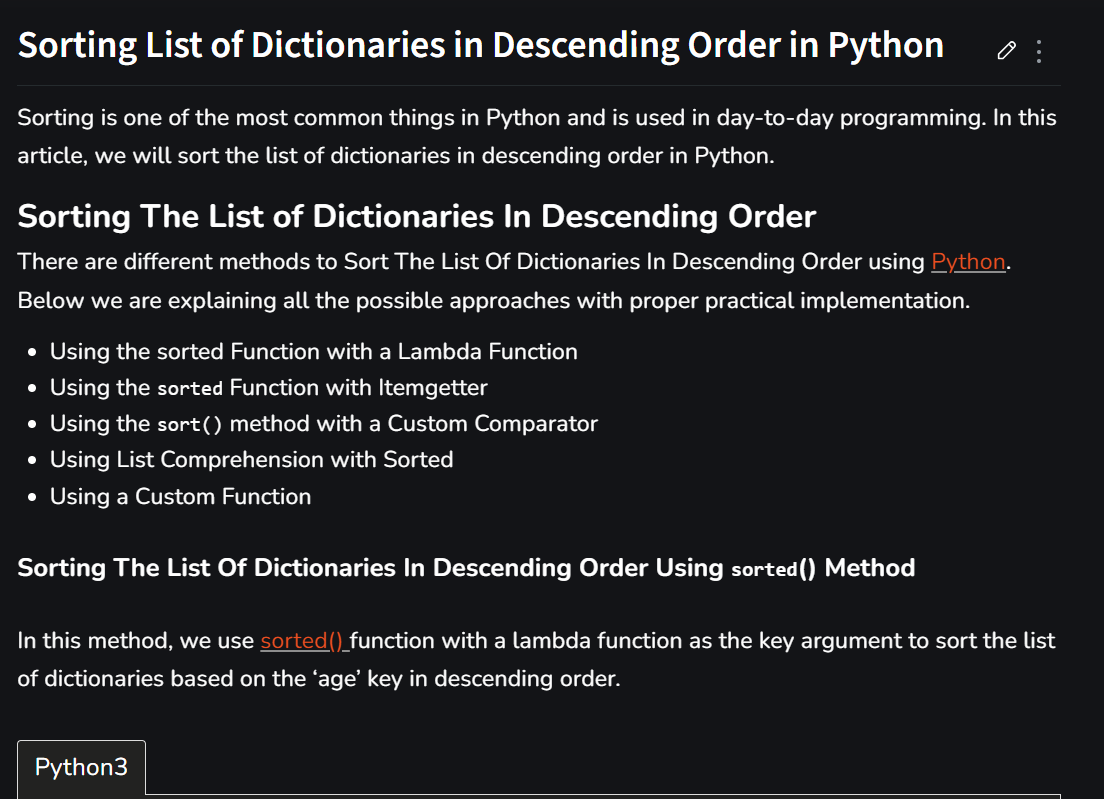 Sorting List of Dictionaries in Descending Order in Python
Sorting is one of the most common things in Python and is used in day-to-day programming. In this
article, we will sort the list of dictionaries in descending order in Python.
Sorting The List of Dictionaries In Descending Order
There are different methods to Sort The List Of Dictionaries In Descending Order using Python.
Below we are explaining all the possible approaches with proper practical implementation.
• Using the sorted Function with a Lambda Function
• Using the sorted Function with Itemgetter
• Using the sort() method with a Custom Comparator
• Using List Comprehension with Sorted
• Using a Custom Function
Sorting The List Of Dictionaries In Descending Order Using sorted() Method
In this method, we use sorted() function with a lambda function as the key argument to sort the list
of dictionaries based on the ‘age’ key in descending order.
Python3